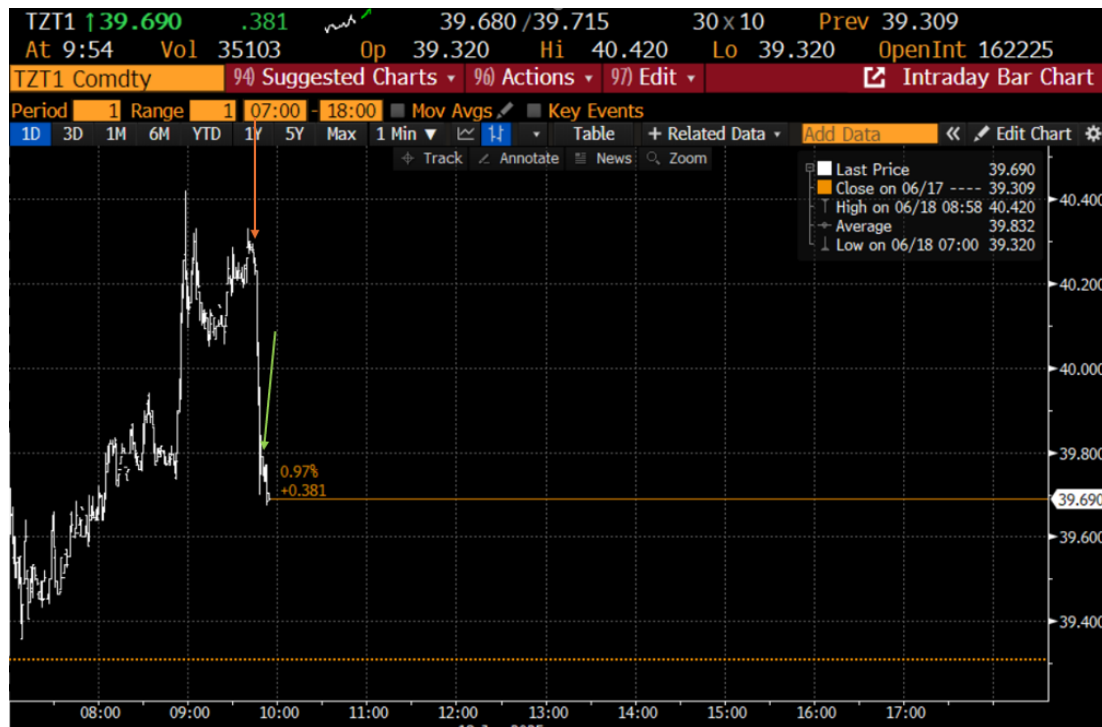 TZT1 ↑39.690 .381 39.680/39.715 30x10 Prev 39.309
At 9:54 Vol 35103 Op 39.320 Hi 40.420 Lo 39.320 OpenInt 162225
TZT1 Comdty 94) Suggested Charts 96) Actions 97) Edit Intraday Bar Chart
Period 1 Range 1 07:00 - 18:00 Mov Avgs Key Events
1D 3D 1M 6M YTD 1Y 5Y Max 1 Min ▼ Table + Related Data Add Data « Edit Chart
Track Annotate News Zoom
Last Price 39.690
Close on 06/17 ---- 39.309
High on 06/18 08:58 40.420
Average 39.832
Low on 06/18 07:00 39.320
40.400
40.200
40.000
39.800
0.97%
+0.381
39.690
39.600
39.400
08:00 09:00 10:00 11:00 12:00 13:00 14:00 15:00 16:00 17:00